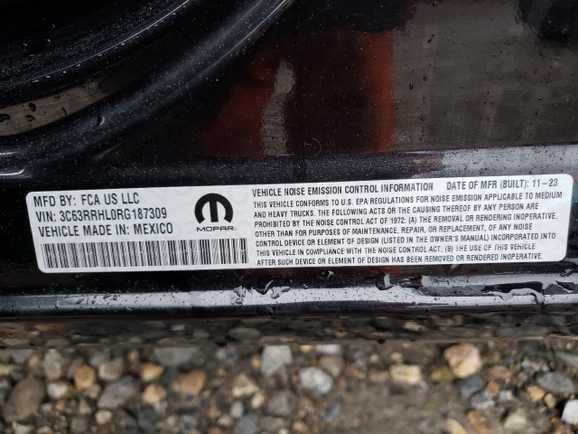 MFD BY: FCA US LLC
VIN: 3C63RRHL0RG187309
VEHICLE MADE IN: MEXICO
MOPAR
VEHICLE NOISE EMISSION CONTROL INFORMATION DATE OF MFR (BUILT): 11-23
THIS VEHICLE CONFORMS TO U.S. EPA REGULATIONS FOR NOISE EMISSION APPLICABLE TO MEDIUM
AND HEAVY TRUCKS. THE FOLLOWING ACTS OR THE CAUSING THEREOF BY ANY PERSON ARE
PROHIBITED BY THE NOISE CONTROL ACT OF 1972: (A) THE REMOVAL OR RENDERING INOPERATIVE,
OTHER THAN FOR PURPOSES OF MAINTENANCE, REPAIR, OR REPLACEMENT, OF ANY NOISE
CONTROL DEVICE OR ELEMENT OF DESIGN (LISTED IN THE OWNER'S MANUAL) INCORPORATED INTO
THIS VEHICLE IN COMPLIANCE WITH THE NOISE CONTROL ACT; (B) THE USE OF THIS VEHICLE
AFTER SUCH DEVICE OR ELEMENT OF DESIGN HAS BEEN REMOVED OR RENDERED INOPERATIVE.